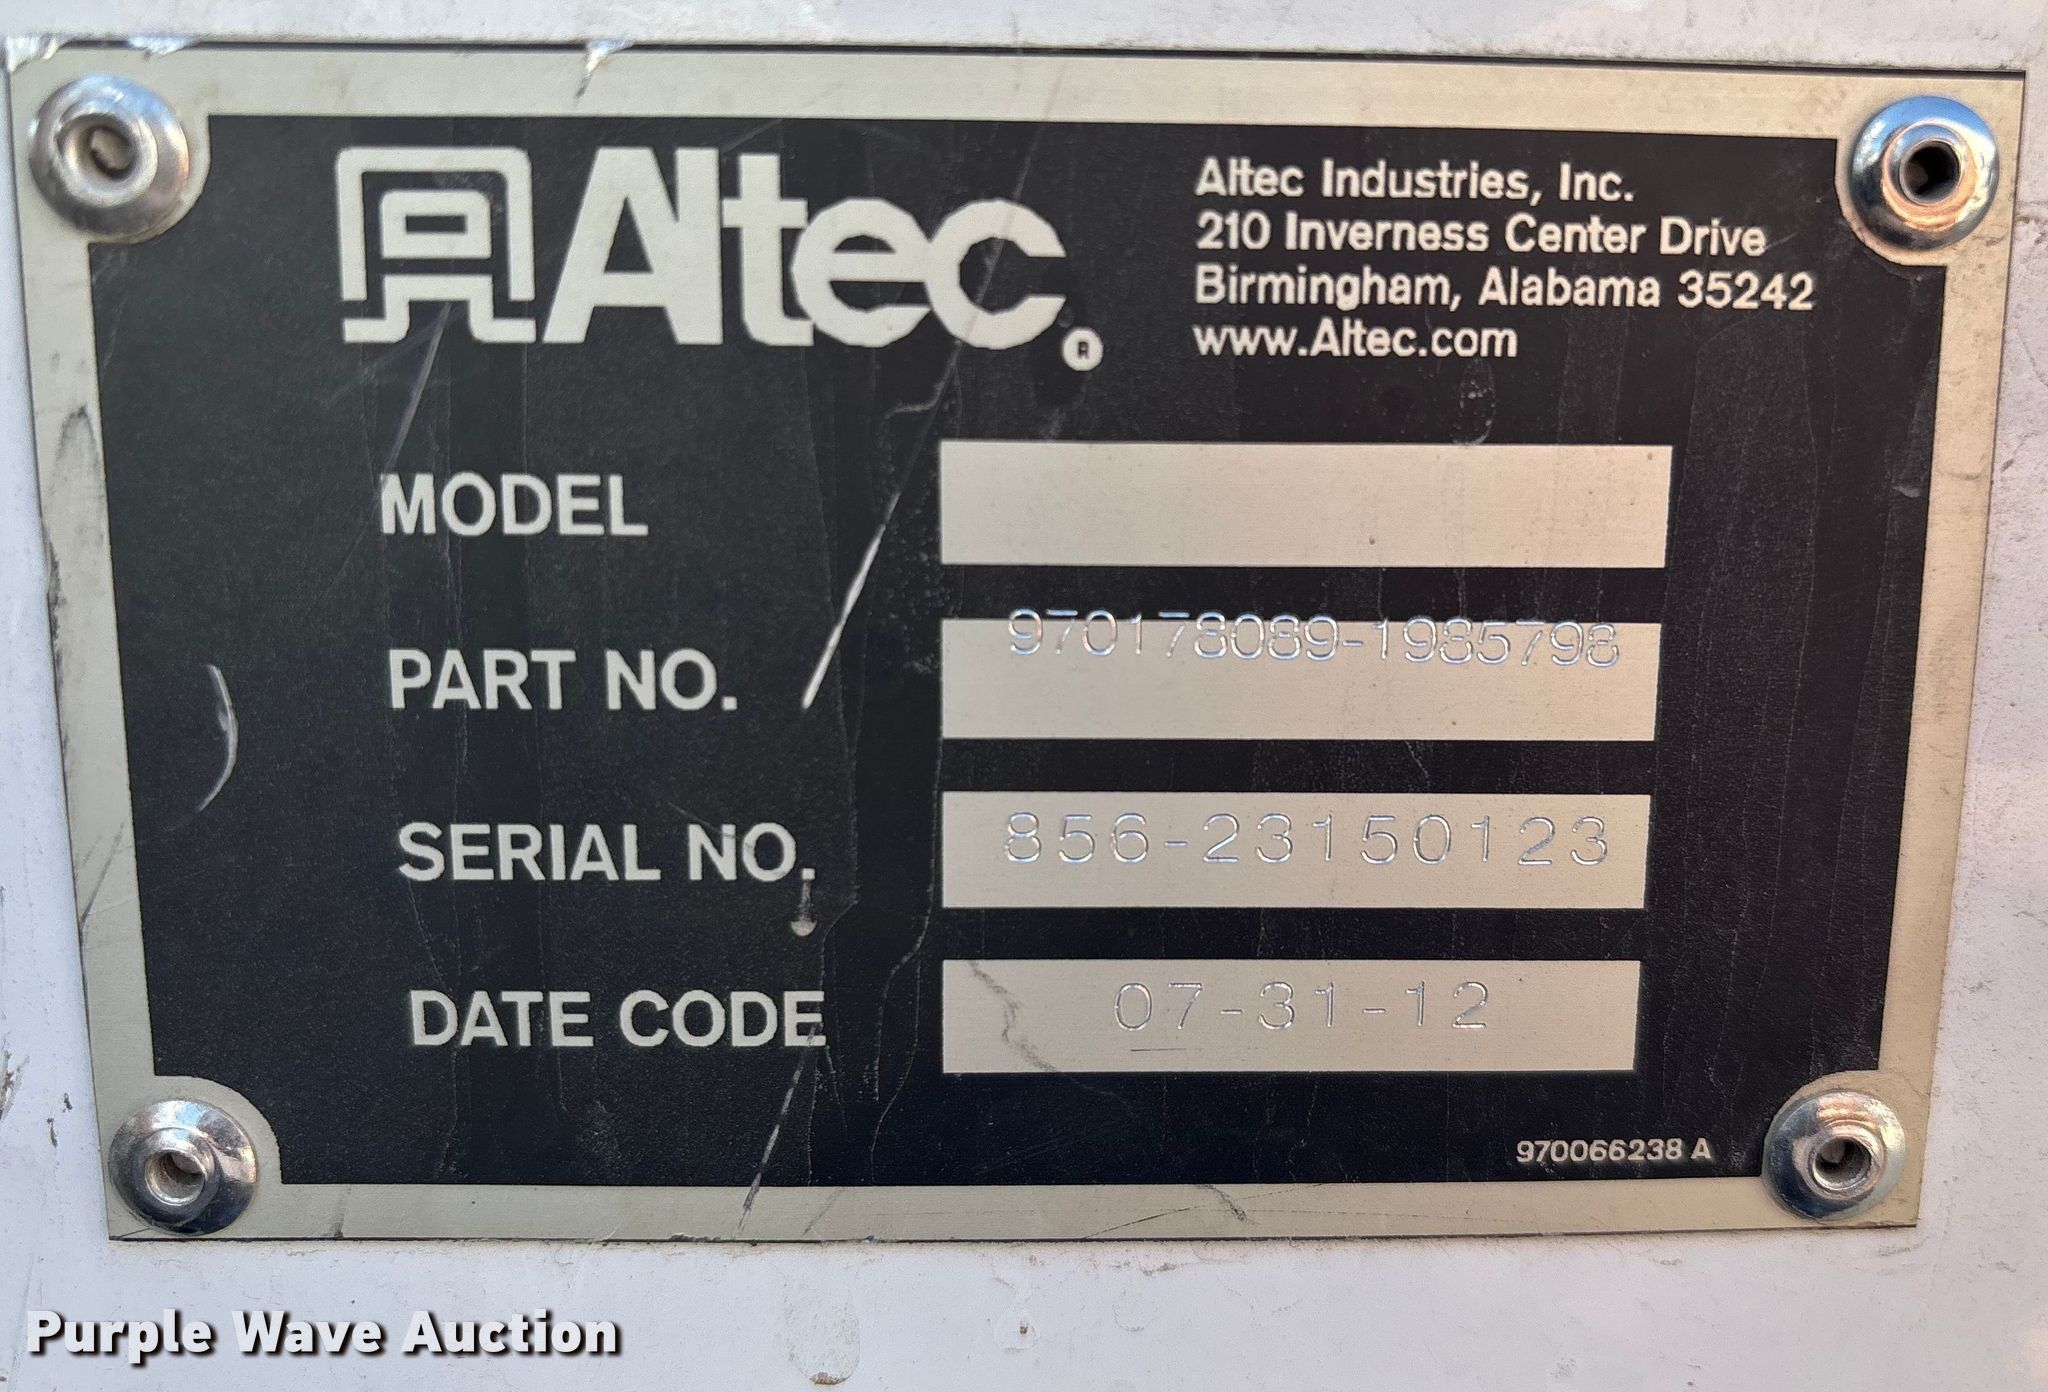 Altec®
Altec Industries, Inc.
210 Inverness Center Drive
Birmingham, Alabama 35242
www.Altec.com
MODEL
PART NO. 970178089-1985798
SERIAL NO. 856-23150123
DATE CODE 07-31-12
970066238 A
Purple Wave Auction